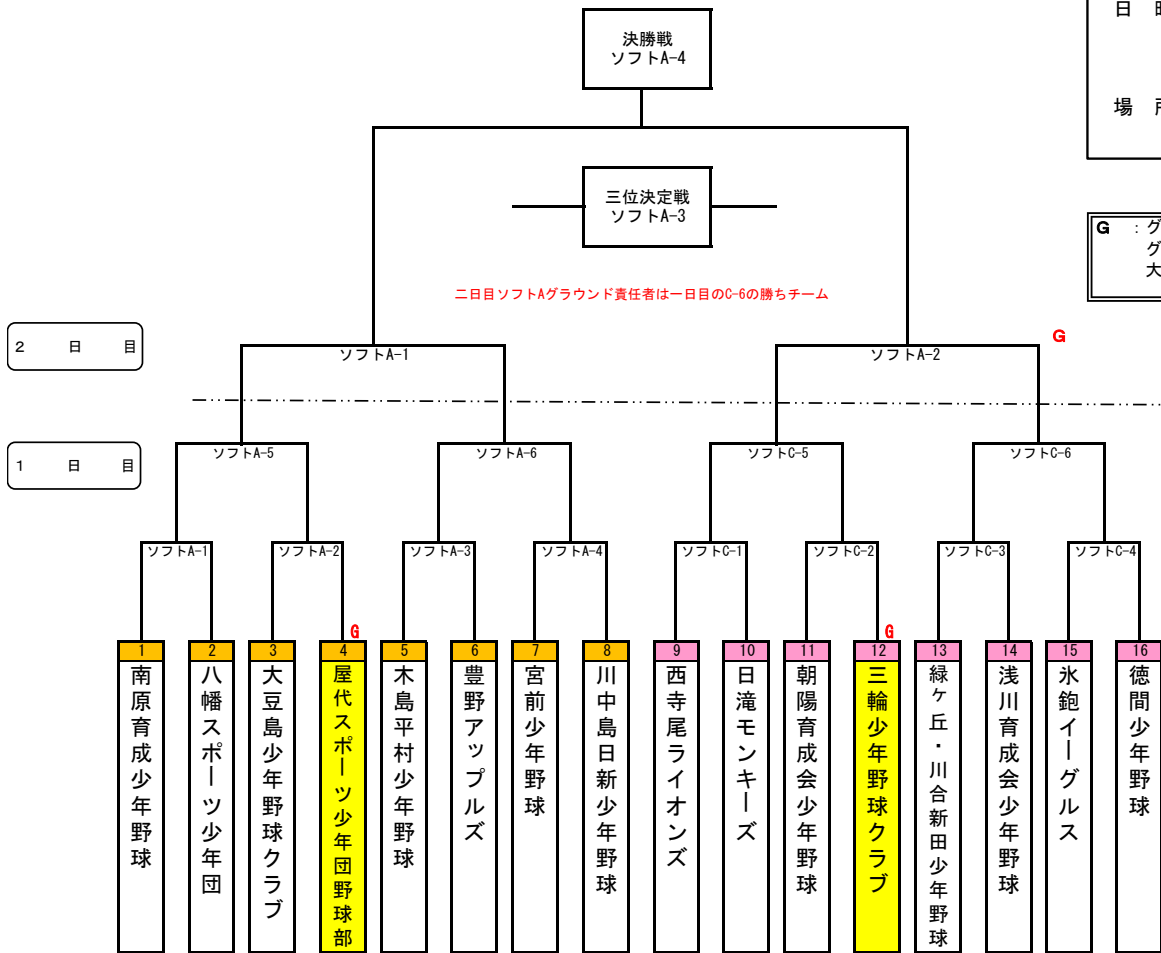 決勝戦
ソフトA-4
日 時
場 所
三位決定戦
ソフトA-3
G : グ
グ
大
二日目ソフトAグラウンド責任者は一日目のC-6の勝ちチーム
G
2 日 目
ソフトA-1
ソフトA-2
1 日 目
ソフトA-5
ソフトA-6
ソフトC-5
ソフトC-6
ソフトA-1
ソフトA-2
ソフトA-3
ソフトA-4
ソフトC-1
ソフトC-2
ソフトC-3
ソフトC-4
G
G
1
南原育成少年野球
2
八幡スポーツ少年団
3
大豆島少年野球クラブ
4
屋代スポーツ少年団野球部
5
木島平村少年野球
6
豊野アップルズ
7
宮前少年野球
8
川中島日新少年野球
9
西寺尾ライオンズ
10
日滝モンキーズ
11
朝陽育成会少年野球
12
三輪少年野球クラブ
13
緑ヶ丘・川合新田少年野球
14
浅川育成会少年野球
15
氷鉋イーグルス
16
徳間少年野球